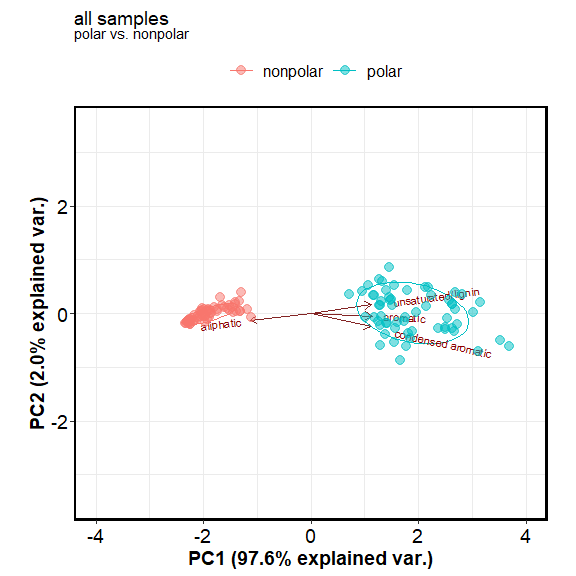 all samples
polar vs. nonpolar
nonpolar polar
PC2 (2.0% explained var.)
2
0
-2
unsaturated/lignin
aromatic
aliphatic
condensed aromatic
-4 -2 0 2 4
PC1 (97.6% explained var.)